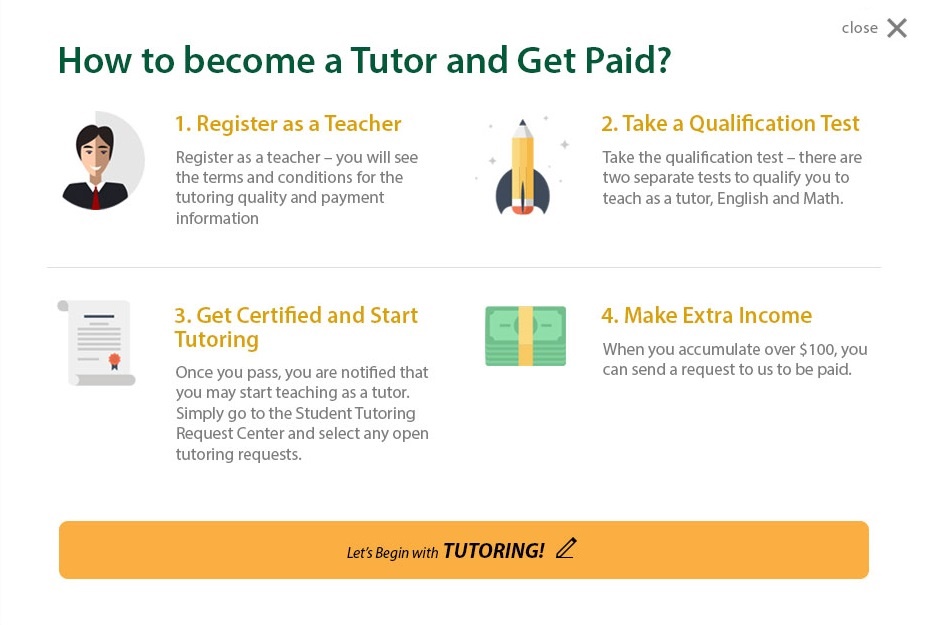 close
How to become a Tutor and Get Paid?
1. Register as a Teacher
Register as a teacher – you will see
the terms and conditions for the
tutoring quality and payment
information
2. Take a Qualification Test
Take the qualification test – there are
two separate tests to qualify you to
teach as a tutor, English and Math.
3. Get Certified and Start
Tutoring
Once you pass, you are notified that
you may start teaching as a tutor.
Simply go to the Student Tutoring
Request Center and select any open
tutoring requests.
4. Make Extra Income
When you accumulate over $100, you
can send a request to us to be paid.
Let's Begin with TUTORING!